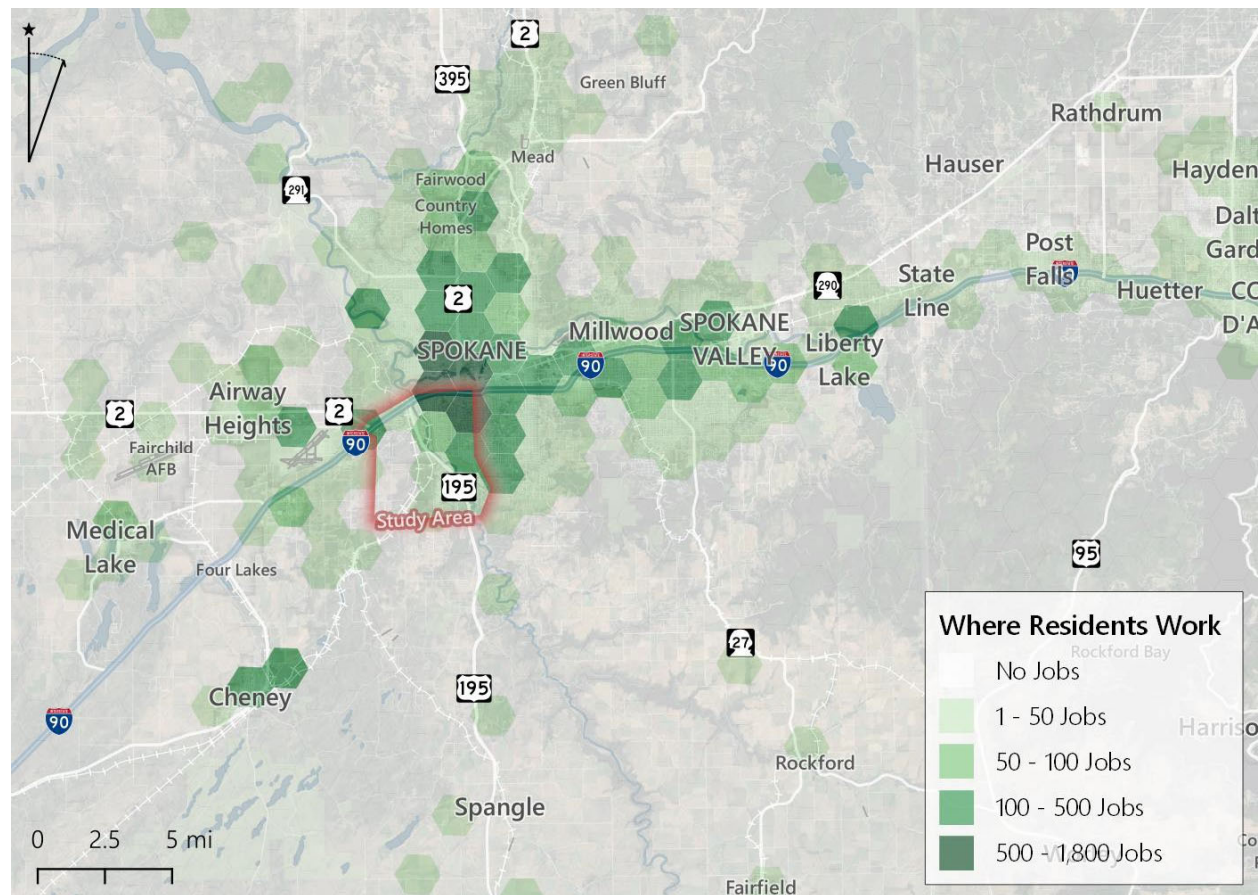 2
395
Green Bluff
Rathdrum
Mead
Hauser
Hayden
291
Fairwood
Country
Homes
Dalt
Gard
Post
Falls
State
Line
290
2
Huetter
CO
D'A
Millwood
SPOKANE
VALLEY
SPOKANE
Liberty
Lake
90
90
Airway
Heights
2
2
90
Fairchild
AFB
195
Study Area
Medical
Lake
Four Lakes
95
27
Cheney
195
90
Rockford
Spangle
Fairfield
0 2.5 5 mi
Where Residents Work
Rockford Bay
No Jobs
1 - 50 Jobs
Harriso
50 - 100 Jobs
100 - 500 Jobs
500 - 1,800 Jobs